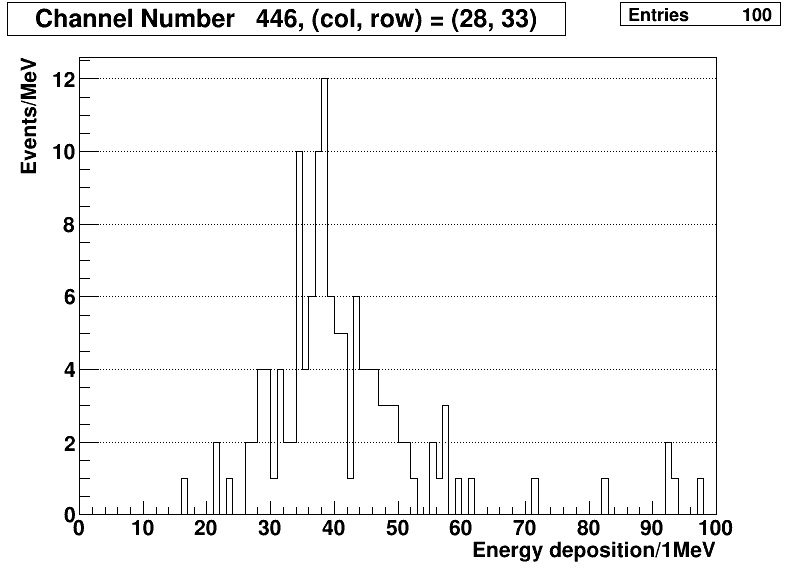 Channel Number 446, (col, row) = (28, 33)
Entries 100
Events/MeV
12
10
8
6
4
2
0
0 10 20 30 40 50 60 70 80 90 100
Energy deposition/1MeV